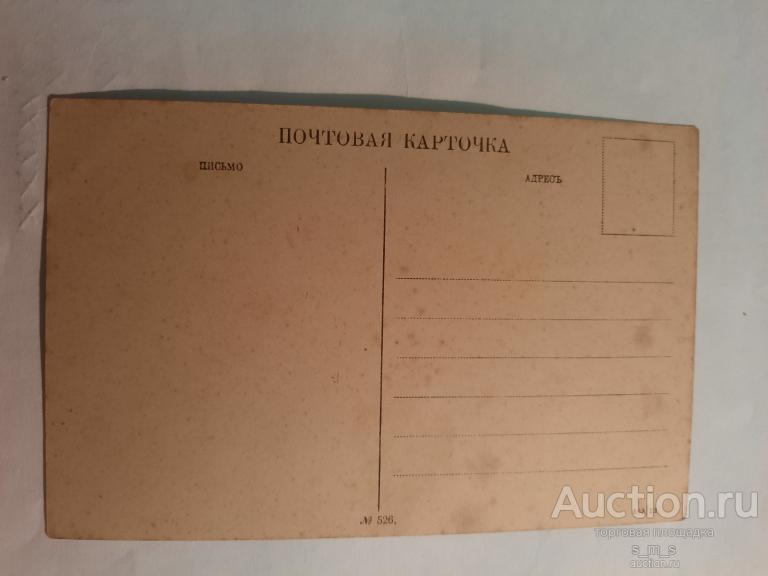 ПОЧТОВАЯ КАРТОЧКА
ПИСЬМО
АДРЕСЪ
№ 526.
Auction.ru
торговая площадка
s_m_s
auction.ru